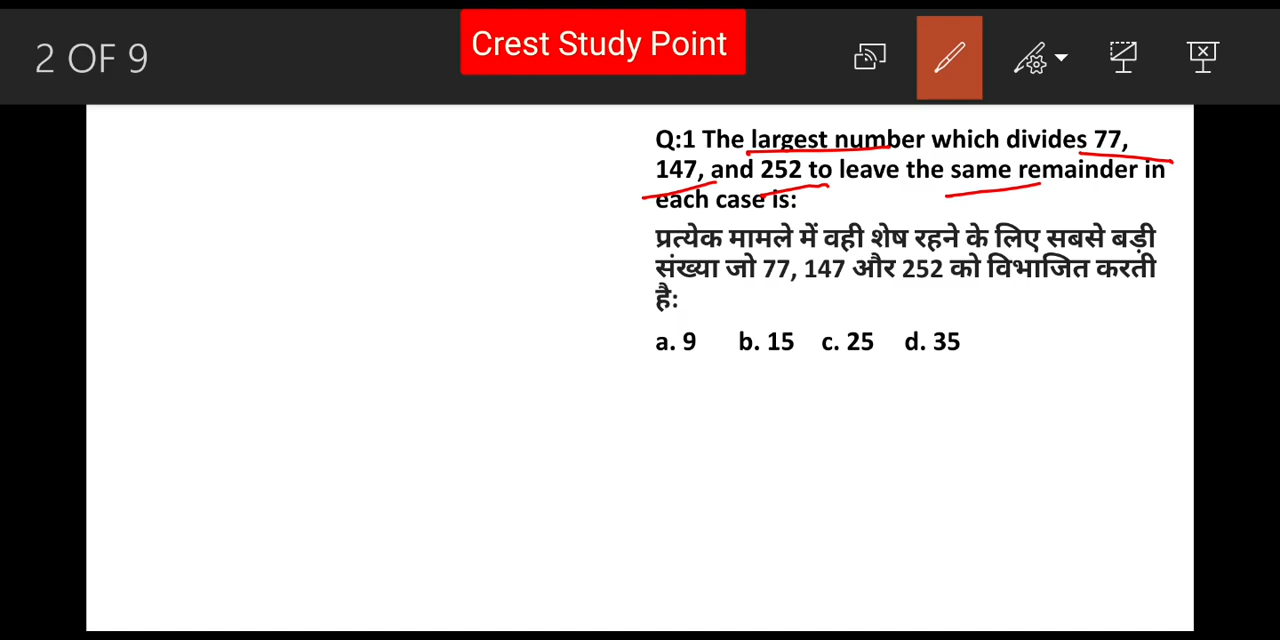 2 OF 9
Crest Study Point
Q:1 The largest number which divides 77,
147, and 252 to leave the same remainder in
each case is:
प्रत्येक मामले में वही शेष रहने के लिए सबसे बड़ी
संख्या जो 77, 147 और 252 को विभाजित करती
है:
a. 9 b. 15 c. 25 d. 35